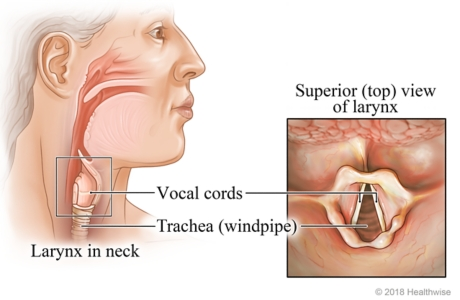 Superior (top) view
of larynx
Vocal cords
Trachea (windpipe)
Larynx in neck
© 2018 Healthwise